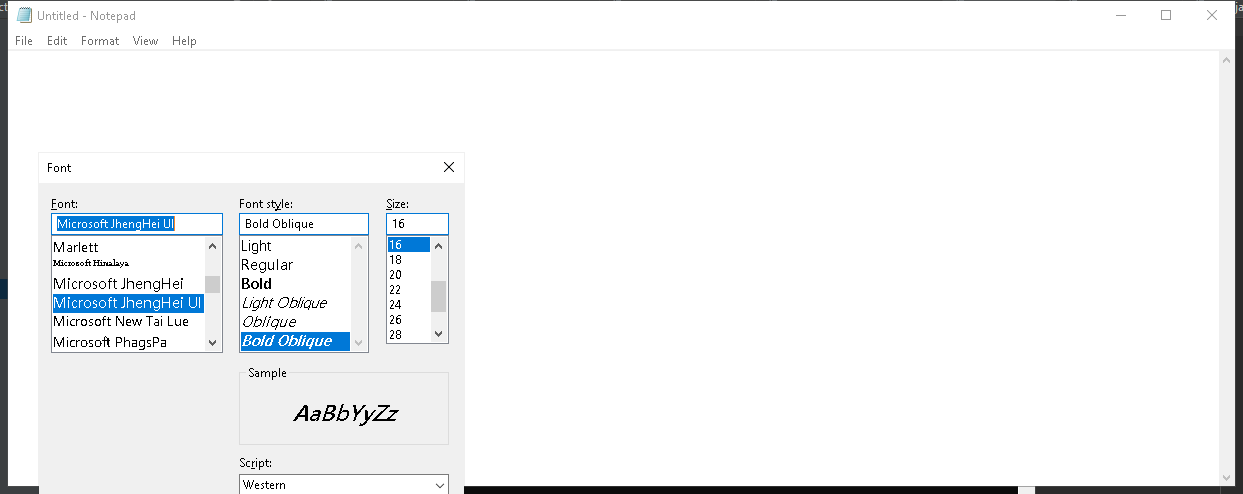 Untitled - Notepad
File Edit Format View Help
Font
Font: Font style: Size:
Microsoft JhengHei UI Bold Oblique 16
Marlett
Microsoft Himalaya
Microsoft JhengHei
Microsoft JhengHei UI
Microsoft New Tai Lue
Microsoft PhagsPa
Light
Regular
Bold
Light Oblique
Oblique
Bold Oblique
16
18
20
22
24
26
28
Sample
AaBbYyZz
Script:
Western